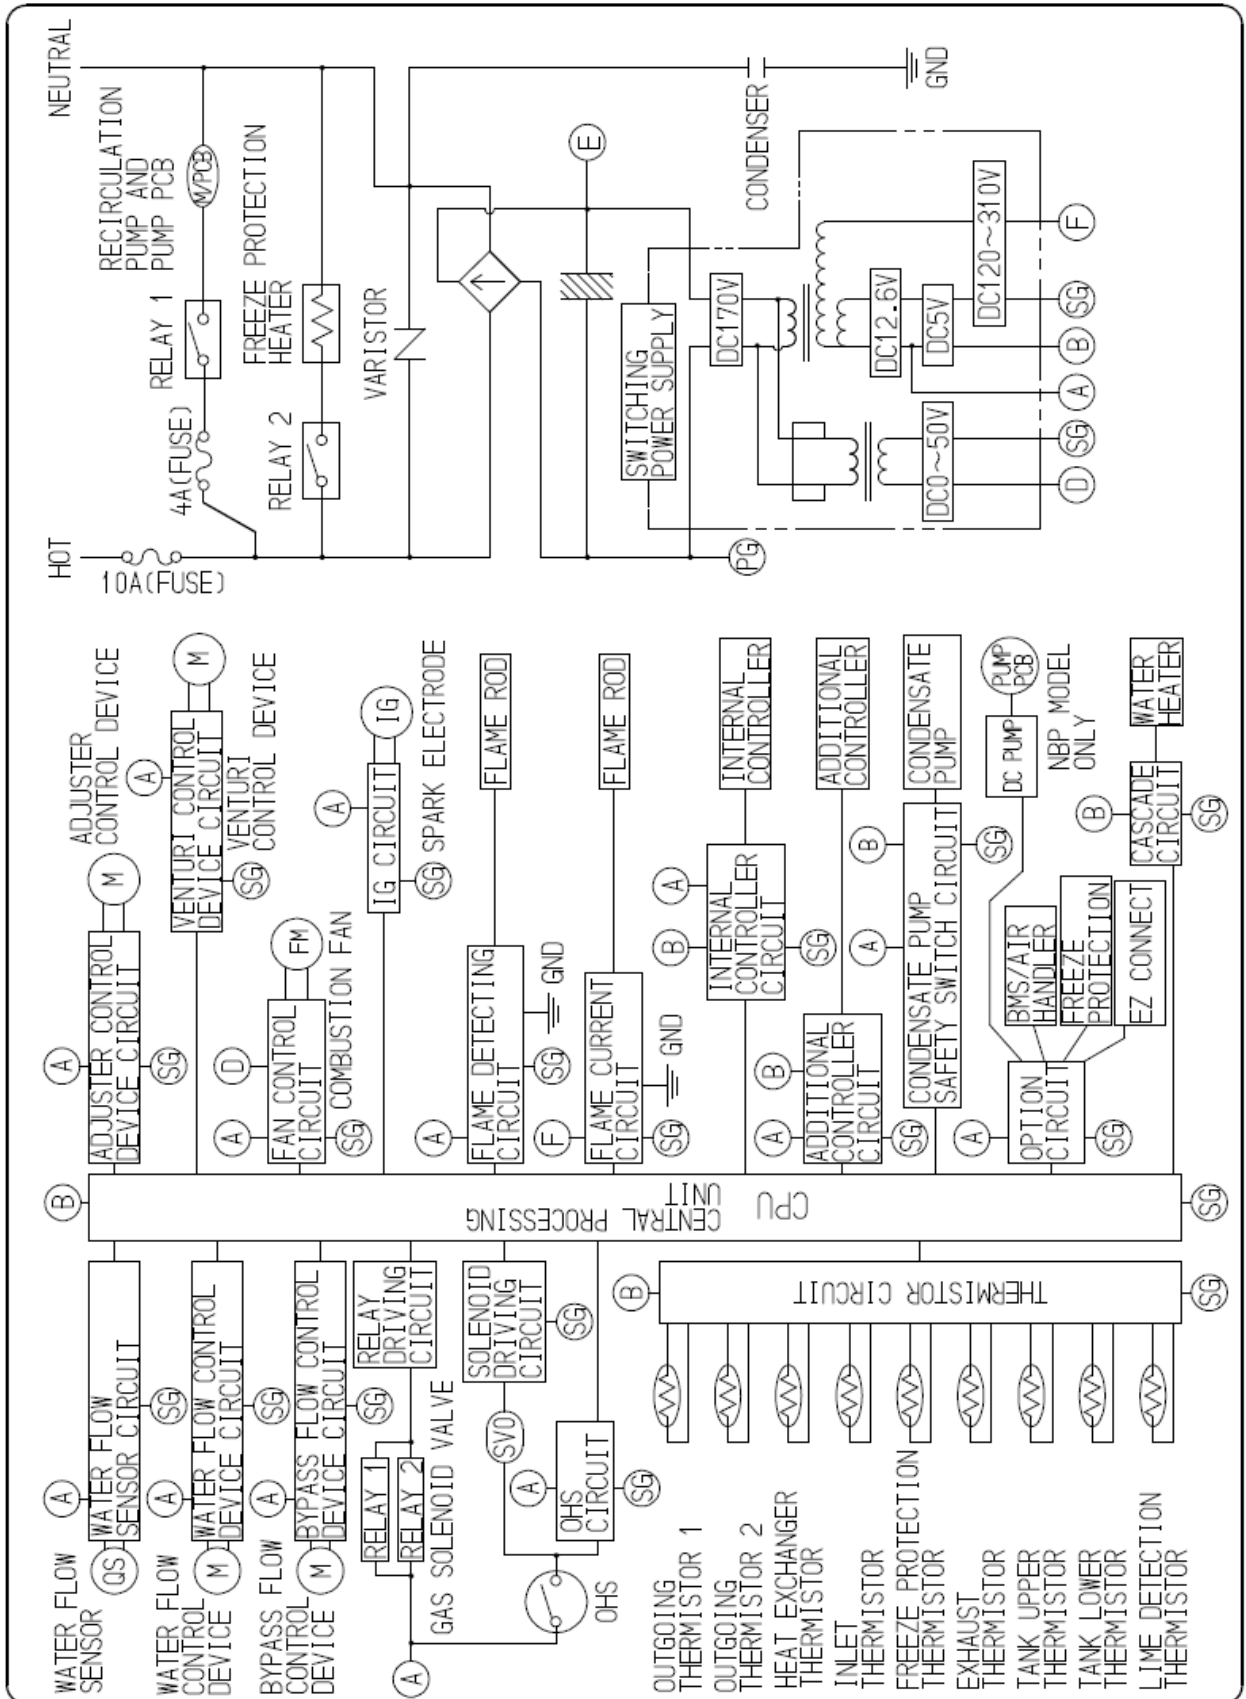 NEUTRAL
RECIRCULATION
PUMP AND
PUMP PCB
M/PCB
RELAY 1
4A(FUSE)
FREEZE PROTECTION
HEATER
RELAY 2
HOT
10A(FUSE)
VARISTOR
E
CONDENSER
GND
SWITCHING
POWER SUPPLY
DC170V
DC12.6V
DC5V
DC120~310V
DC0~50V
F
SG
B
A
SG
D
PG
ADJUSTER
CONTROL DEVICE
M
A
ADJUSTER CONTROL
DEVICE CIRCUIT
SG
A
M
VENTURI CONTROL
DEVICE CIRCUIT
SG
VENTURI
CONTROL DEVICE
D
A
FM
FAN CONTROL
CIRCUIT
SG
COMBUSTION FAN
A
IG
IG CIRCUIT
SG
SPARK ELECTRODE
A
FLAME DETECTING
CIRCUIT
SG
GND
FLAME ROD
F
FLAME CURRENT
CIRCUIT
SG
GND
FLAME ROD
A
B
INTERNAL
CONTROLLER
CIRCUIT
SG
INTERNAL
CONTROLLER
B
A
ADDITIONAL
CONTROLLER
CIRCUIT
SG
ADDITIONAL
CONTROLLER
B
A
CONDENSATE PUMP
SAFETY SWITCH CIRCUIT
SG
CONDENSATE
PUMP
A
OPTION
CIRCUIT
SG
DC PUMP
PUMP
PCB
NBP MODEL
ONLY
BMS/AIR
HANDLER
FREEZE
PROTECTION
EZ CONNECT
B
CASCADE
CIRCUIT
SG
WATER
HEATER
B
CENTRAL PROCESSING
UNIT
CPU
SG
WATER FLOW
SENSOR
QS
A
WATER FLOW
SENSOR CIRCUIT
SG
WATER FLOW
CONTROL
DEVICE
M
A
WATER FLOW CONTROL
DEVICE CIRCUIT
SG
BYPASS FLOW
CONTROL
DEVICE
M
A
BYPASS FLOW CONTROL
DEVICE CIRCUIT
SG
RELAY
DRIVING
CIRCUIT
RELAY 1
RELAY 2
A
GAS SOLENOID VALVE
SOLENOID
DRIVING
CIRCUIT
SG
SV0
A
OHS
CIRCUIT
SG
OHS
B
THERMISTOR CIRCUIT
SG
OUTGOING
THERMISTOR 1
OUTGOING
THERMISTOR 2
HEAT EXCHANGER
THERMISTOR
INLET
THERMISTOR
FREEZE PROTECTION
THERMISTOR
EXHAUST
THERMISTOR
TANK UPPER
THERMISTOR
TANK LOWER
THERMISTOR
LIME DETECTION
THERMISTOR